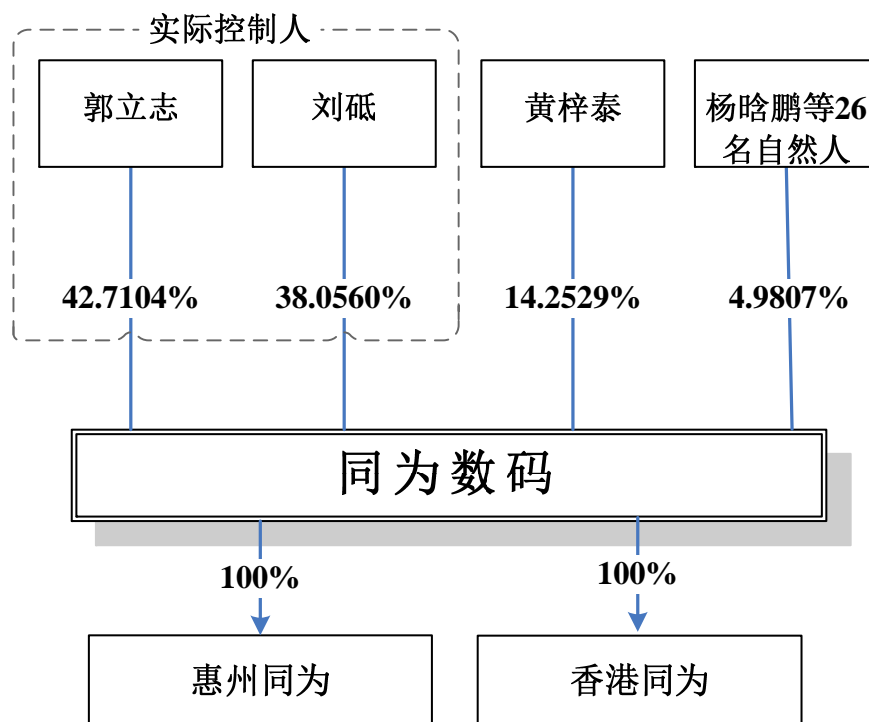 实际控制人
郭立志
刘砥
黄梓泰
杨晗鹏等26
名自然人
42.7104%
38.0560%
14.2529%
4.9807%
同为数码
100%
100%
惠州同为
香港同为